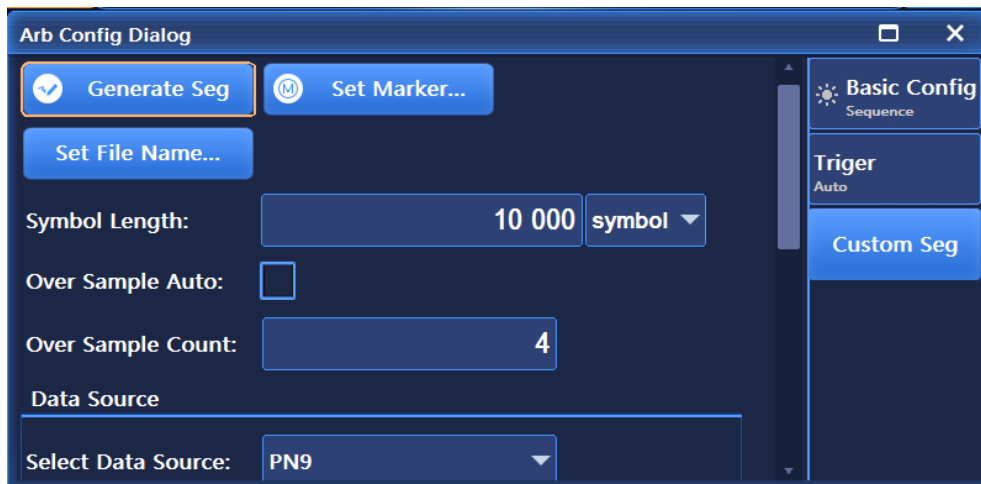 Arb Config Dialog
Generate Seg
M
Set Marker...
Set File Name...
Symbol Length:
10 000
symbol
Over Sample Auto:
Over Sample Count:
4
Data Source
Select Data Source:
PN9
Basic Config
Sequence
Triger
Auto
Custom Seg